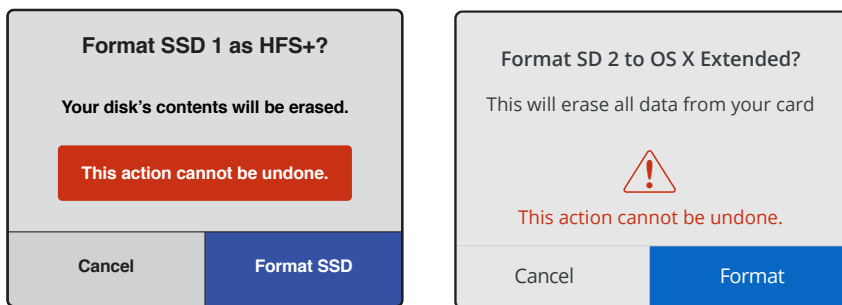 Format SSD 1 as HFS+?
Your disk's contents will be erased.
This action cannot be undone.
Cancel
Format SSD
Format SD 2 to OS X Extended?
This will erase all data from your card
This action cannot be undone.
Cancel
Format